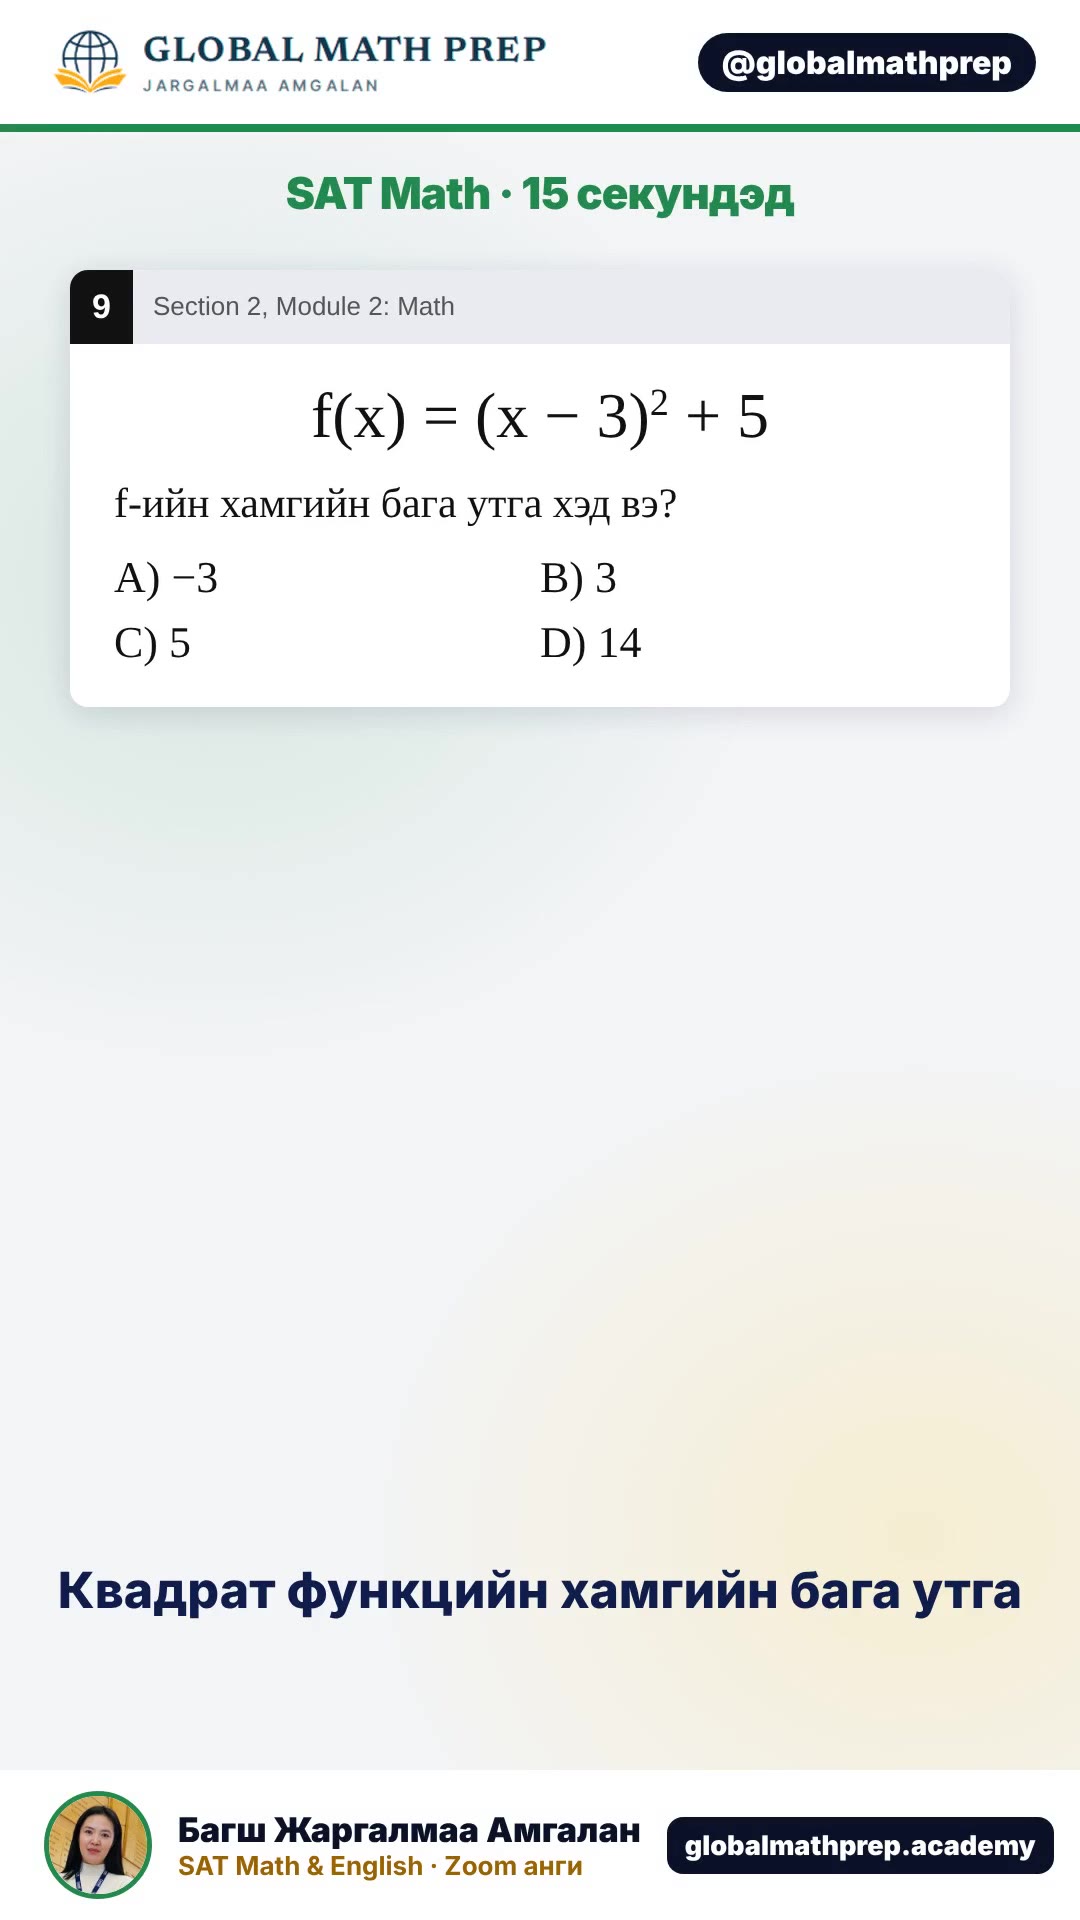 GLOBAL MATH PREP
JARGALMAA AMGALAN
@globalmathprep
SAT Math · 15 секундэд
9
Section 2, Module 2: Math
f(x) = (x − 3)² + 5
f-ийн хамгийн бага утга хэд вэ?
A) −3
B) 3
C) 5
D) 14
Квадрат функцийн хамгийн бага утга
Багш Жаргалмаа Амгалан
SAT Math & English · Zoom анги
globalmathprep.academy